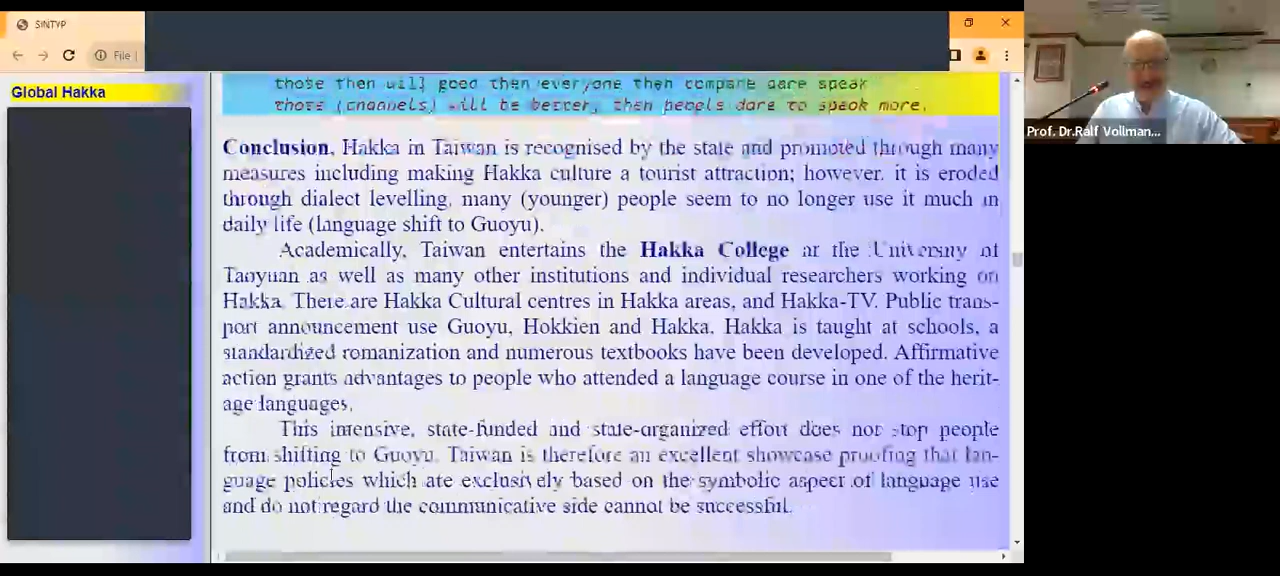 SINTYP
File
Global Hakka
those then will good then everyone then compare dare speak
those (channels) will be better, then people dare to speak more.
Conclusion. Hakka in Taiwan is recognised by the state and promoted through many
measures including making Hakka culture a tourist attraction; however, it is eroded
through dialect levelling, many (younger) people seem to no longer use it much in
daily life (language shift to Guoyu).
Academically, Taiwan entertains the Hakka College at the University of
Taoyuan as well as many other institutions and individual researchers working on
Hakka. There are Hakka Cultural centres in Hakka areas, and Hakka-TV. Public trans-
port announcement use Guoyu, Hokkien and Hakka. Hakka is taught at schools, a
standardized romanization and numerous textbooks have been developed. Affirmative
action grants advantages to people who attended a language course in one of the herit-
age languages.
This intensive, state-funded and state-organized effort does not stop people
from shifting to Guoyu. Taiwan is therefore an excellent showcase proofing that lan-
guage policies which are exclusively based on the symbolic aspect of language use
and do not regard the communicative side cannot be successful.
Prof. Dr.Ralf Vollman...